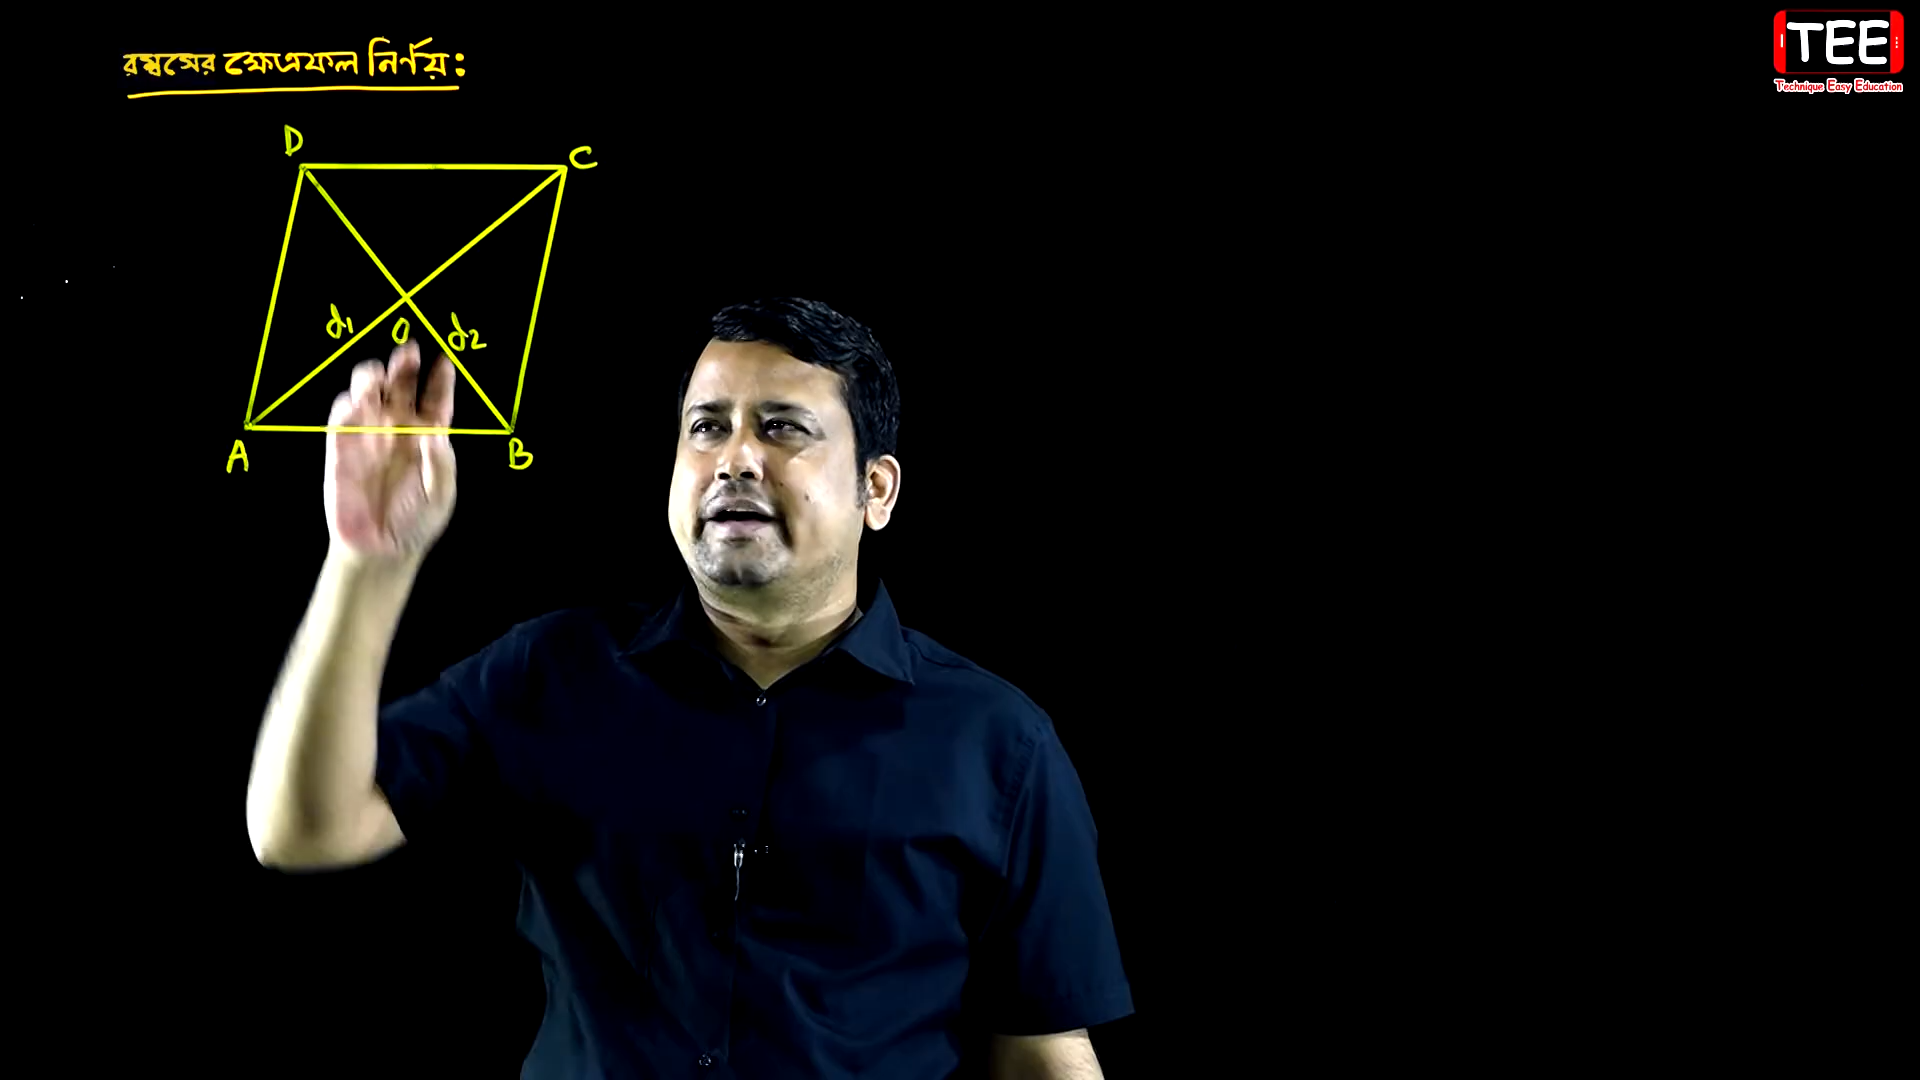 রম্বসের ক্ষেত্রফল নির্ণয়:
TEE
Technique Easy Education
D
C
d1
O
d2
A
B